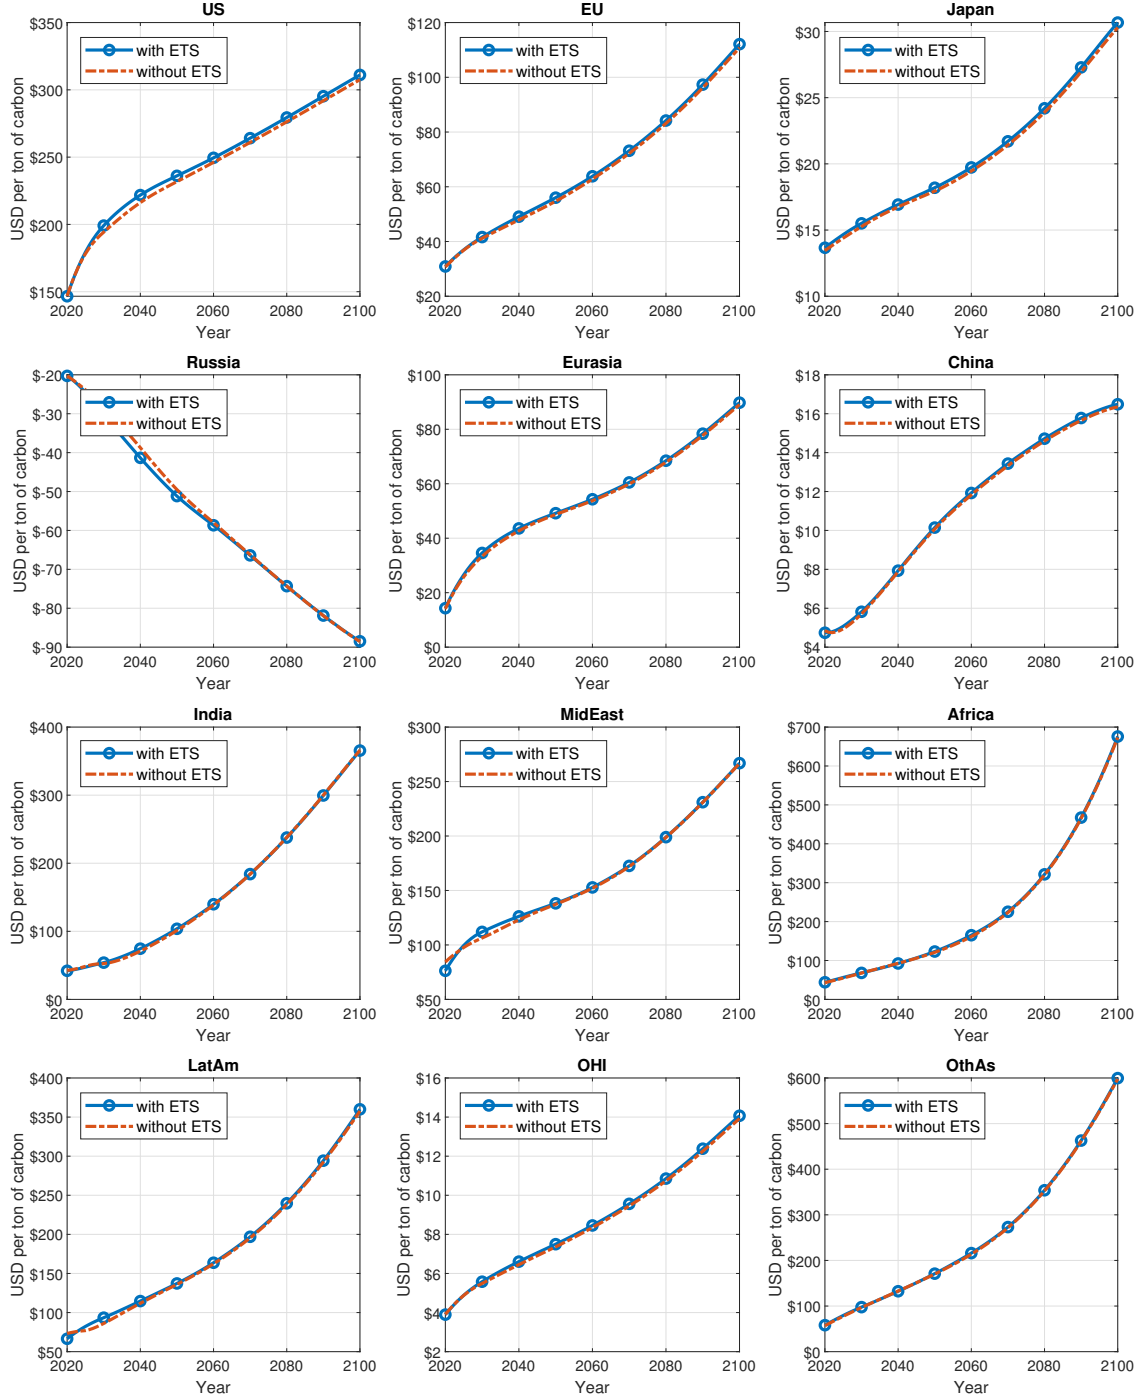 US
USD per ton of carbon
$350
$300
$250
$200
$150
with ETS
without ETS
2020 2040 2060 2080 2100
Year
EU
USD per ton of carbon
$120
$100
$80
$60
$40
$20
with ETS
without ETS
2020 2040 2060 2080 2100
Year
Japan
USD per ton of carbon
$30
$25
$20
$15
$10
with ETS
without ETS
2020 2040 2060 2080 2100
Year
Russia
USD per ton of carbon
$-20
$-30
$-40
$-50
$-60
$-70
$-80
$-90
with ETS
without ETS
2020 2040 2060 2080 2100
Year
Eurasia
USD per ton of carbon
$100
$80
$60
$40
$20
$0
with ETS
without ETS
2020 2040 2060 2080 2100
Year
China
USD per ton of carbon
$18
$16
$14
$12
$10
$8
$6
$4
with ETS
without ETS
2020 2040 2060 2080 2100
Year
India
USD per ton of carbon
$400
$300
$200
$100
$0
with ETS
without ETS
2020 2040 2060 2080 2100
Year
MidEast
USD per ton of carbon
$300
$250
$200
$150
$100
$50
with ETS
without ETS
2020 2040 2060 2080 2100
Year
Africa
USD per ton of carbon
$700
$600
$500
$400
$300
$200
$100
$0
with ETS
without ETS
2020 2040 2060 2080 2100
Year
LatAm
USD per ton of carbon
$400
$350
$300
$250
$200
$150
$100
$50
with ETS
without ETS
2020 2040 2060 2080 2100
Year
OHI
USD per ton of carbon
$16
$14
$12
$10
$8
$6
$4
$2
with ETS
without ETS
2020 2040 2060 2080 2100
Year
OthAs
USD per ton of carbon
$600
$500
$400
$300
$200
$100
$0
with ETS
without ETS
2020 2040 2060 2080 2100
Year